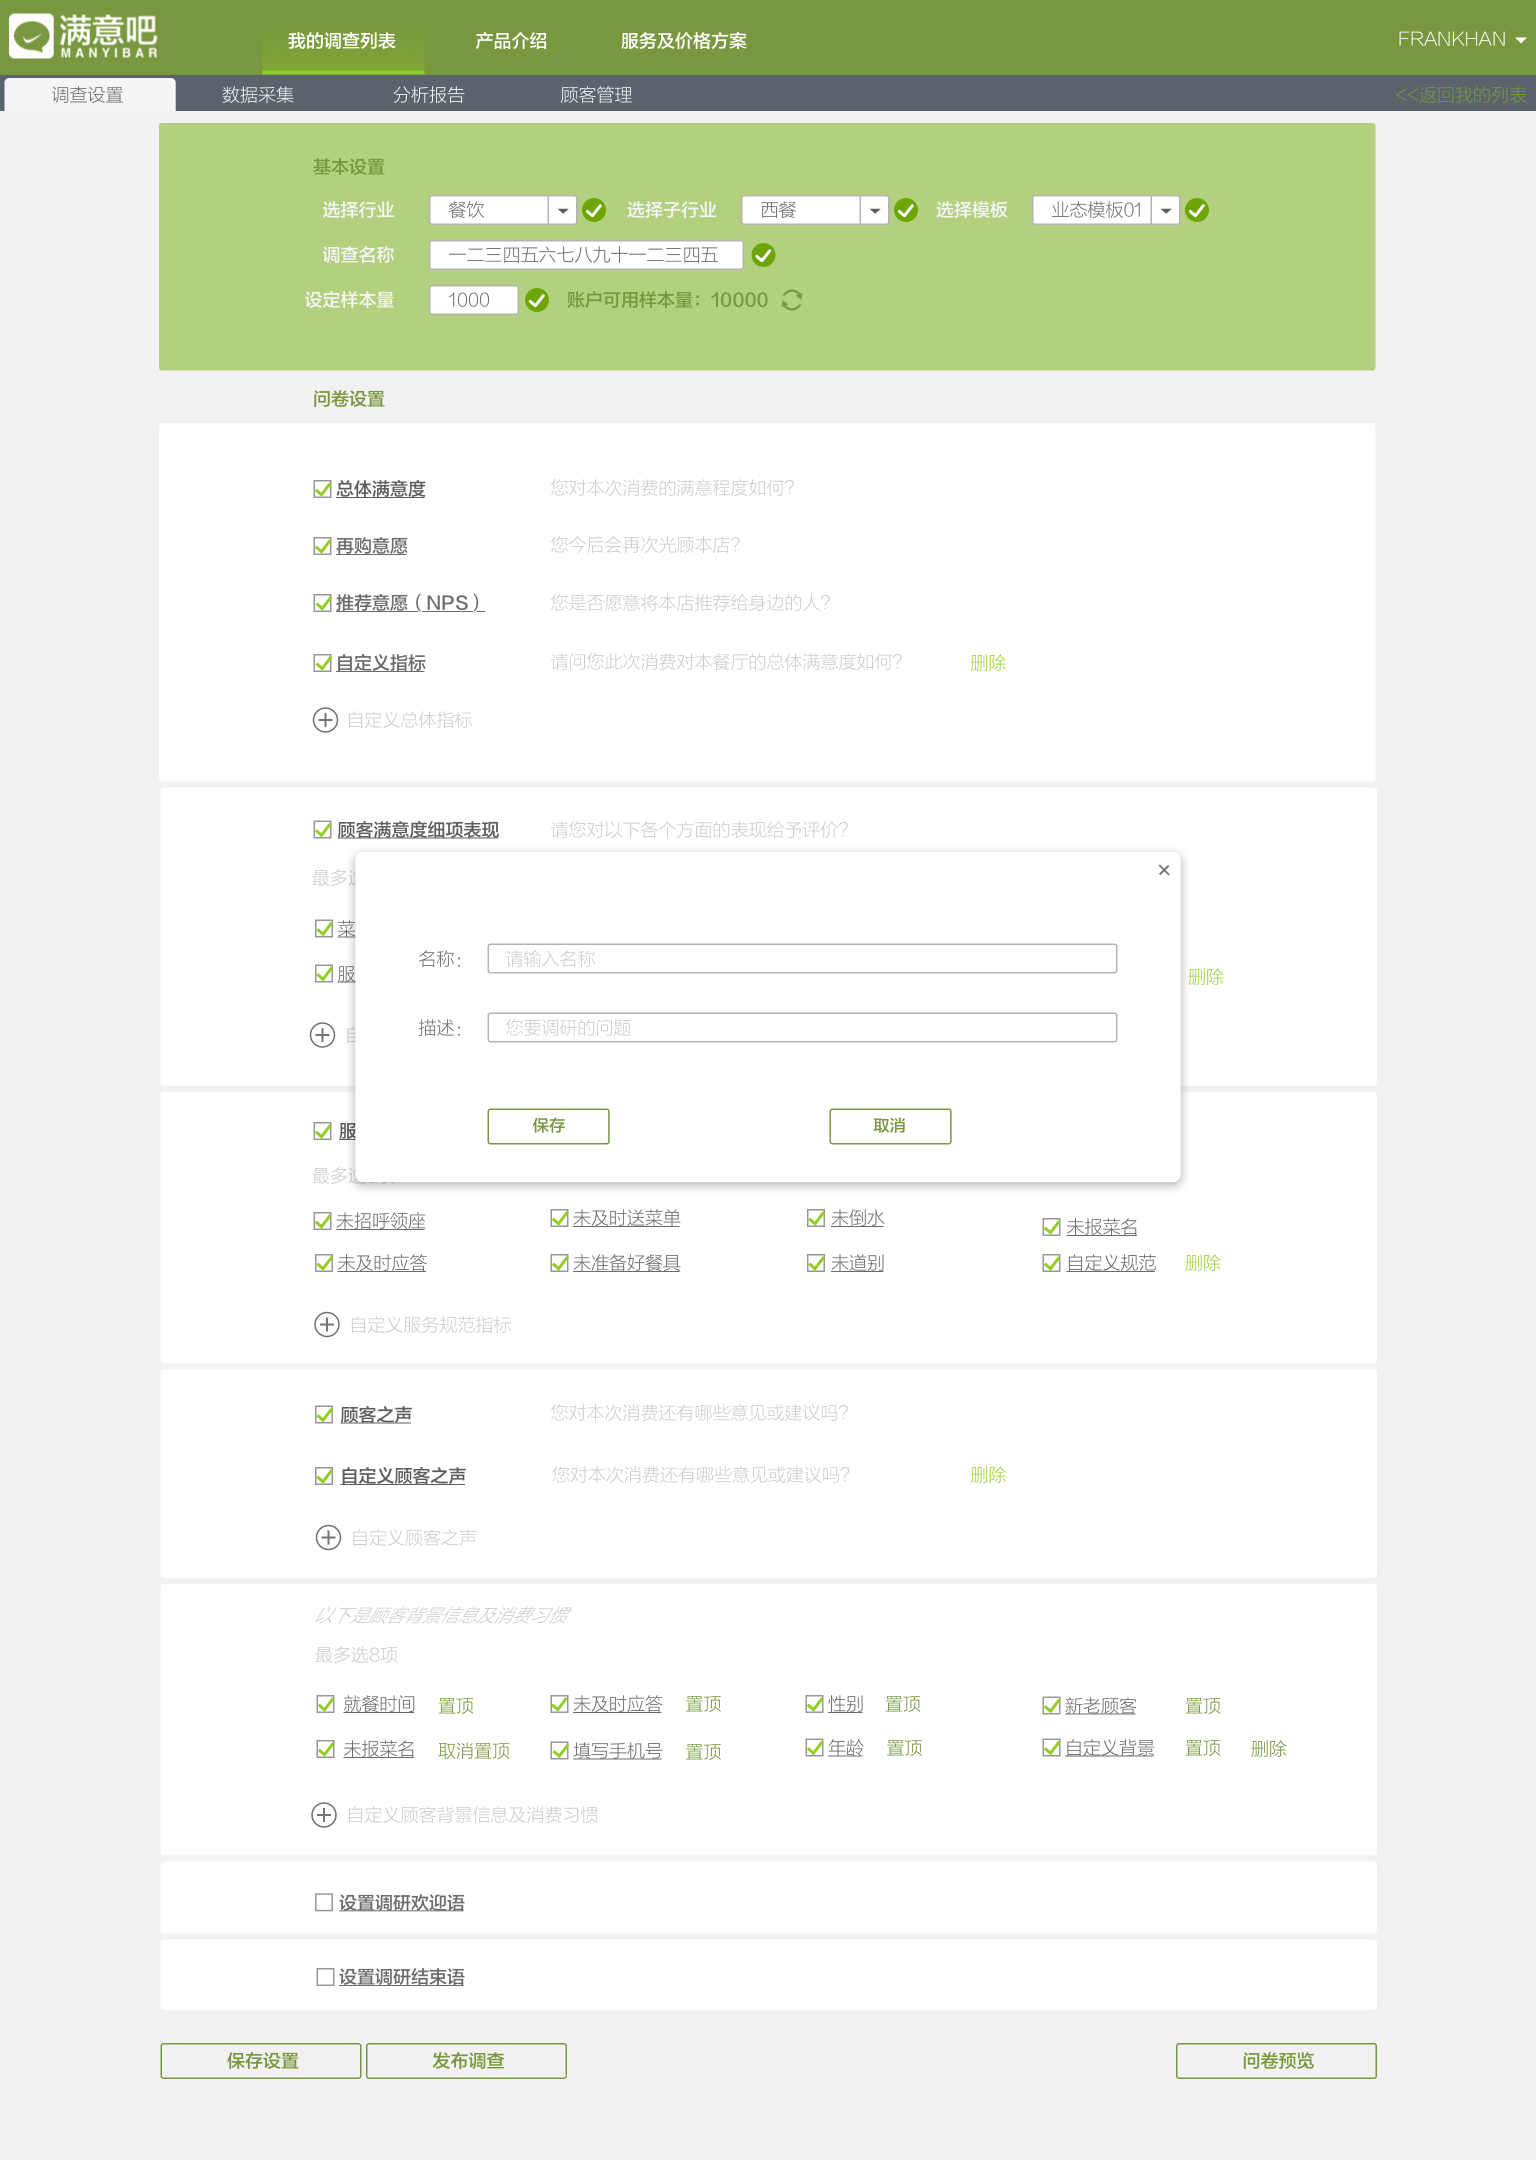 满意吧
MANYIBAR
我的调查列表 产品介绍 服务及价格方案 FRANKHAN
调查设置 数据采集 分析报告 顾客管理 <<返回我的列表
基本设置
选择行业 餐饮 选择子行业 西餐 选择模板 业态模板01
调查名称 一二三四五六七八九十一二三四五
设定样本量 1000 账户可用样本量：10000
问卷设置
总体满意度 您对本次消费的满意程度如何？
再购意愿 您今后会再次光顾本店？
推荐意愿（NPS） 您是否愿意将本店推荐给身边的人？
自定义指标 请问您此次消费对本餐厅的总体满意度如何？ 删除
自定义总体指标
顾客满意度细项表现 请您对以下各个方面的表现给予评价？
最多
菜
服 删除
自
×
名称： 请输入名称
描述： 您要调研的问题
保存 取消
服
最多
未招呼领座 未及时送菜单 未倒水 未报菜名
未及时应答 未准备好餐具 未道别 自定义规范 删除
自定义服务规范指标
顾客之声 您对本次消费还有哪些意见或建议吗？
自定义顾客之声 您对本次消费还有哪些意见或建议吗？ 删除
自定义顾客之声
以下是顾客背景信息及消费习惯
最多选8项
就餐时间 置顶 未及时应答 置顶 性别 置顶 新老顾客 置顶
未报菜名 取消置顶 填写手机号 置顶 年龄 置顶 自定义背景 置顶 删除
自定义顾客背景信息及消费习惯
设置调研欢迎语
设置调研结束语
保存设置 发布调查 问卷预览